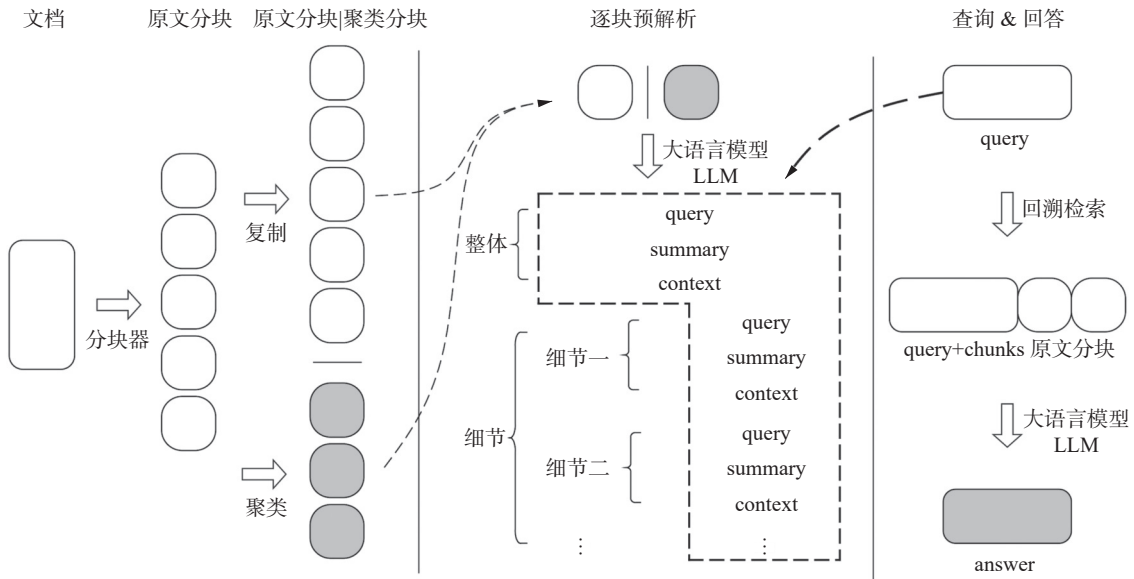 文档
原文分块
原文分块|聚类分块
逐块预解析
查询 & 回答
分块器
复制
聚类
大语言模型
LLM
整体
query
summary
context
细节
细节一
query
summary
context
细节二
query
summary
context
⋮
⋮
query
回溯检索
query+chunks 原文分块
大语言模型
LLM
answer